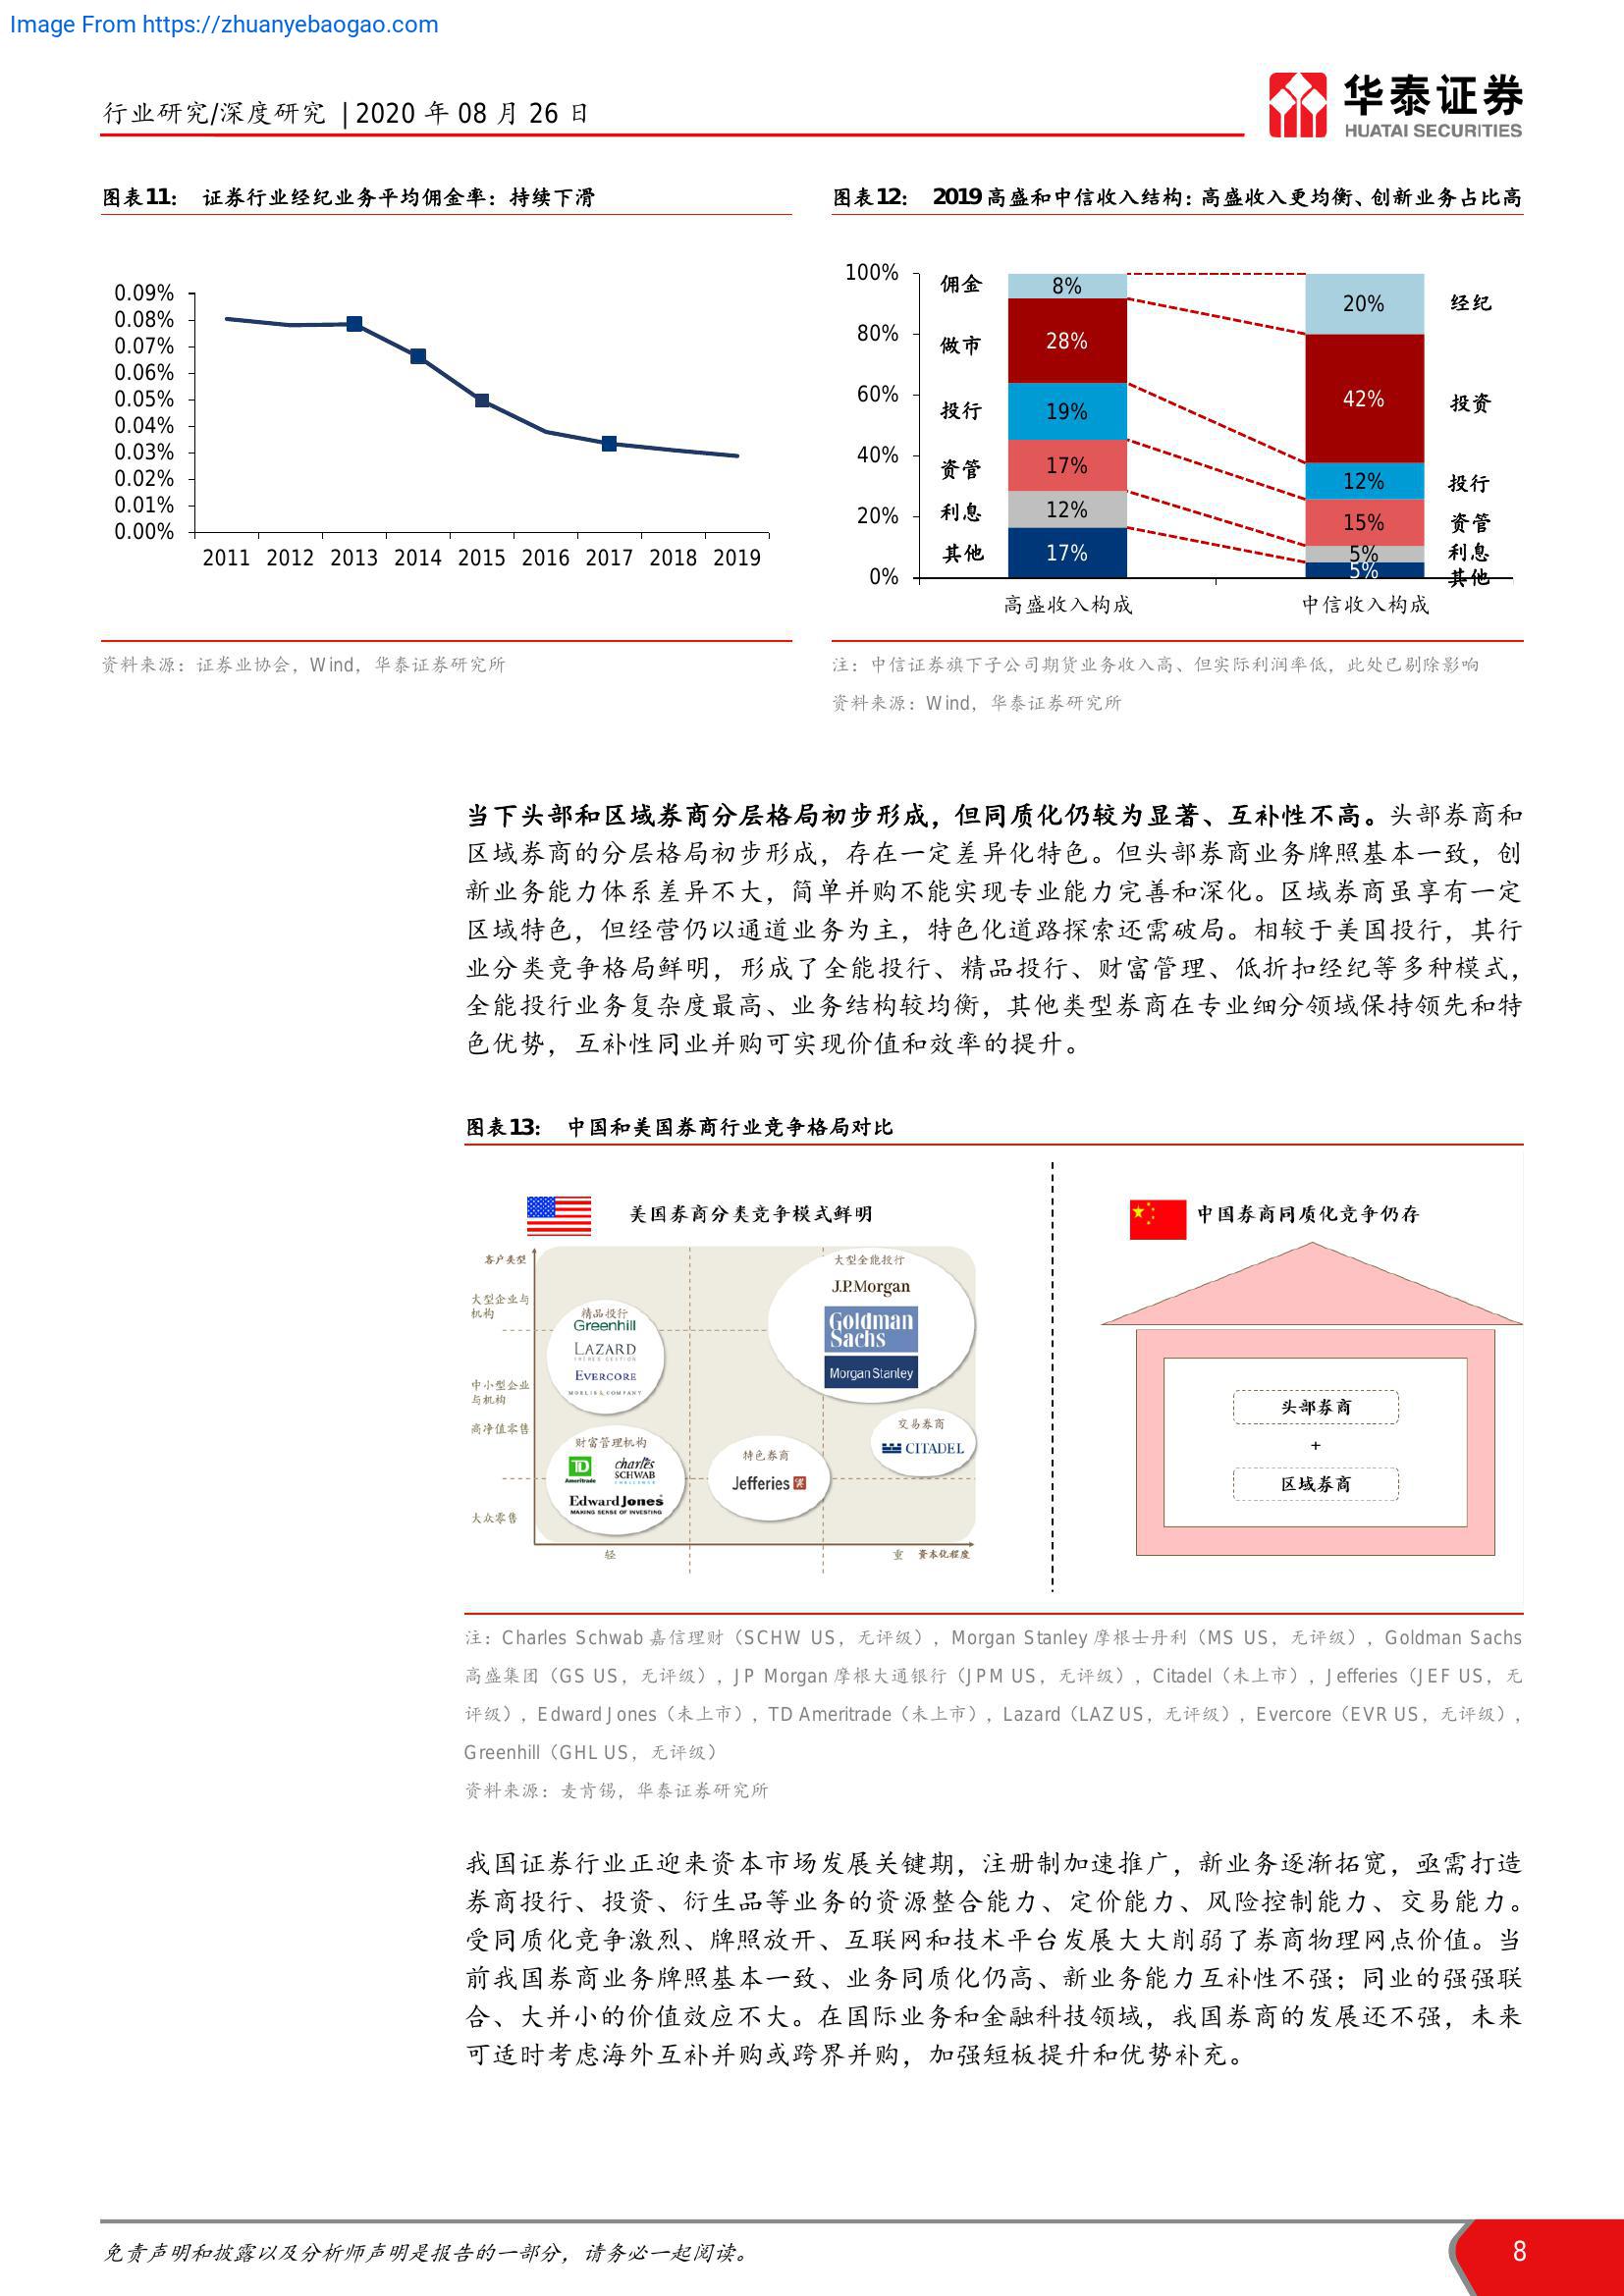 Image From https://zhuanyebaogao.com
行业研究/深度研究 | 2020 年 08 月 26 日
华泰证券
HUATAI SECURITIES
图表11： 证券行业经纪业务平均佣金率：持续下滑
0.09%
0.08%
0.07%
0.06%
0.05%
0.04%
0.03%
0.02%
0.01%
0.00%
2011 2012 2013 2014 2015 2016 2017 2018 2019
资料来源：证券业协会，Wind，华泰证券研究所
图表12： 2019 高盛和中信收入结构：高盛收入更均衡、创新业务占比高
100%
80%
60%
40%
20%
0%
佣金 8% 20% 经纪
做市 28% 42% 投资
投行 19% 12% 投行
资管 17% 15% 资管
利息 12% 5% 利息
其他 17% 5% 其他
高盛收入构成 中信收入构成
注：中信证券旗下子公司期货业务收入高、但实际利润率低，此处已剔除影响
资料来源：Wind，华泰证券研究所
当下头部和区域券商分层格局初步形成，但同质化仍较为显著、互补性不高。头部券商和
区域券商的分层格局初步形成，存在一定差异化特色。但头部券商业务牌照基本一致，创
新业务能力体系差异不大，简单并购不能实现专业能力完善和深化。区域券商虽享有一定
区域特色，但经营仍以通道业务为主，特色化道路探索还需破局。相较于美国投行，其行
业分类竞争格局鲜明，形成了全能投行、精品投行、财富管理、低折扣经纪等多种模式，
全能投行业务复杂度最高、业务结构较均衡，其他类型券商在专业细分领域保持领先和特
色优势，互补性同业并购可实现价值和效率的提升。
图表13： 中国和美国券商行业竞争格局对比
美国券商分类竞争模式鲜明
客户类型
大型企业与
机构
中小型企业
与机构
高净值零售
大众零售
精品投行
Greenhill
LAZARD
EVERCORE
大型全能投行
J.P.Morgan
Goldman
Sachs
Morgan Stanley
交易券商
CITADEL
财富管理机构
TD
Ameritrade
charles
SCHWAB
Edward Jones
MAKING SENSE OF INVESTING
特色券商
Jefferies
轻 重 资本化程度
中国券商同质化竞争仍存
头部券商
+
区域券商
注：Charles Schwab 嘉信理财（SCHW US，无评级），Morgan Stanley 摩根士丹利（MS US，无评级），Goldman Sachs
高盛集团（GS US，无评级），JP Morgan 摩根大通银行（JPM US，无评级），Citadel（未上市），Jefferies（JEF US，无
评级），Edward Jones（未上市），TD Ameritrade（未上市），Lazard（LAZ US，无评级），Evercore（EVR US，无评级），
Greenhill（GHL US，无评级）
资料来源：麦肯锡，华泰证券研究所
我国证券行业正迎来资本市场发展关键期，注册制加速推广，新业务逐渐拓宽，亟需打造
券商投行、投资、衍生品等业务的资源整合能力、定价能力、风险控制能力、交易能力。
受同质化竞争激烈、牌照放开、互联网和技术平台发展大大削弱了券商物理网点价值。当
前我国券商业务牌照基本一致、业务同质化仍高、新业务能力互补性不强；同业的强强联
合、大并小的价值效应不大。在国际业务和金融科技领域，我国券商的发展还不强，未来
可适时考虑海外互补并购或跨界并购，加强短板提升和优势补充。
免责声明和披露以及分析师声明是报告的一部分，请务必一起阅读。
8